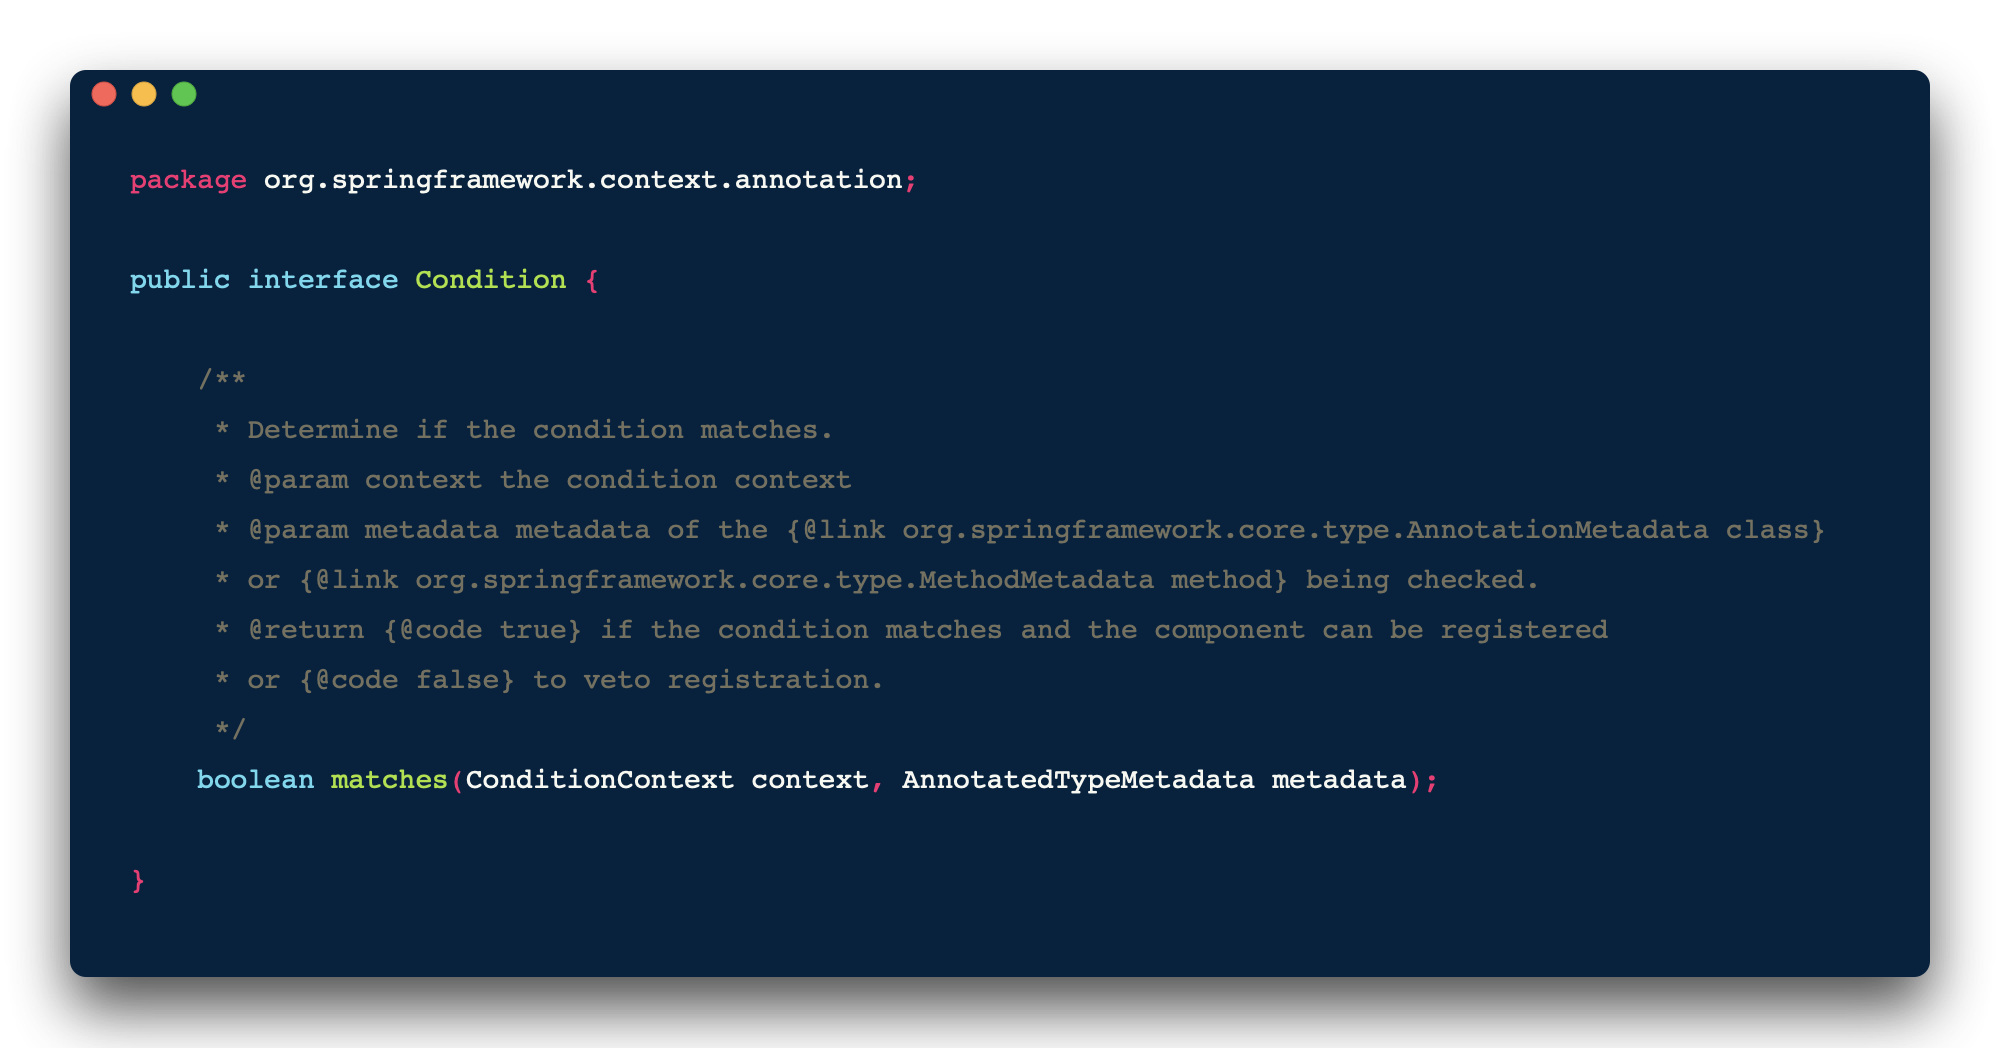 package org.springframework.context.annotation;
public interface Condition {
/**
* Determine if the condition matches.
* @param context the condition context
* @param metadata metadata of the {@link org.springframework.core.type.AnnotationMetadata class}
* or {@link org.springframework.core.type.MethodMetadata method} being checked.
* @return {@code true} if the condition matches and the component can be registered
* or {@code false} to veto registration.
*/
boolean matches(ConditionContext context, AnnotatedTypeMetadata metadata);
}